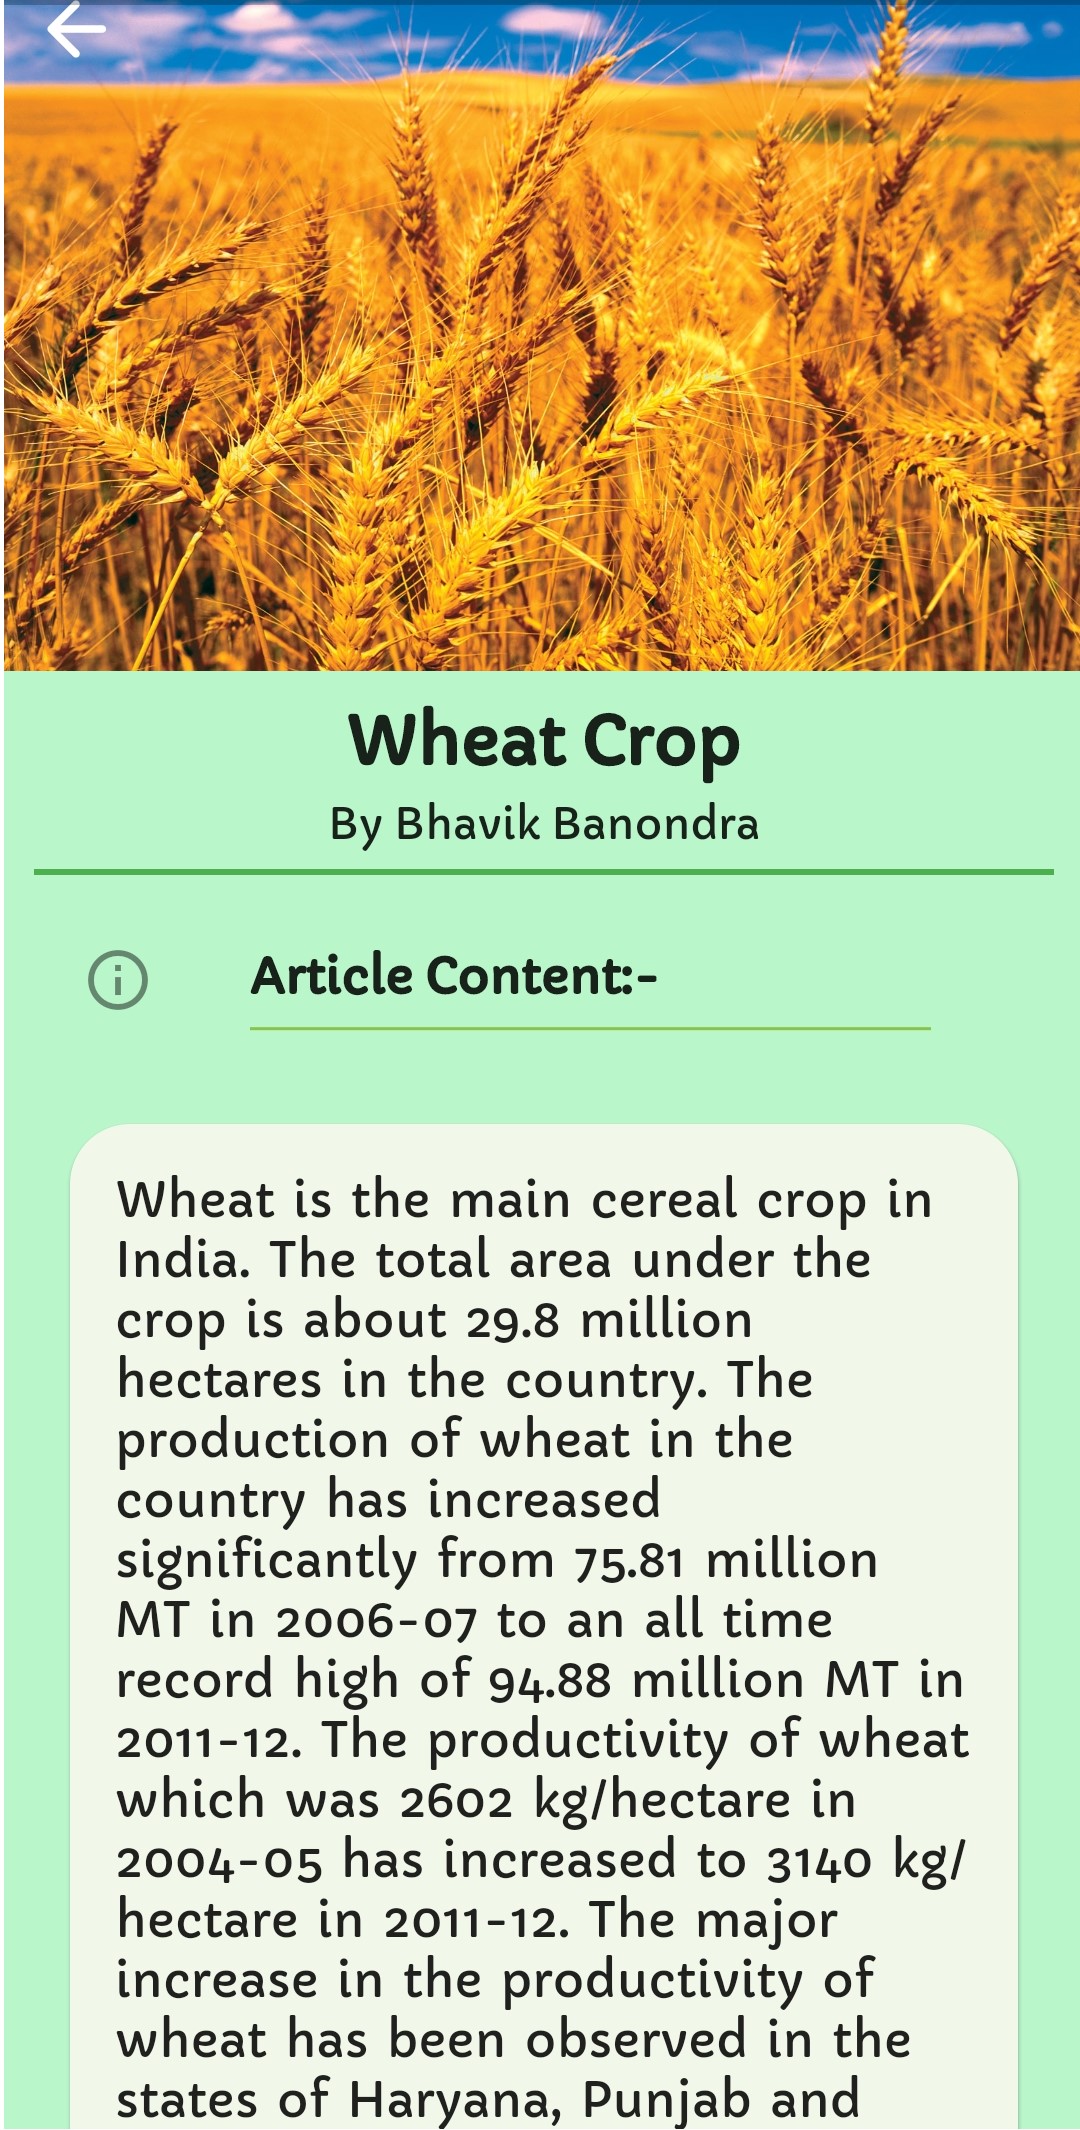 Wheat Crop
By Bhavik Banondra
Article Content:-
Wheat is the main cereal crop in
India. The total area under the
crop is about 29.8 million
hectares in the country. The
production of wheat in the
country has increased
significantly from 75.81 million
MT in 2006-07 to an all time
record high of 94.88 million MT in
2011-12. The productivity of wheat
which was 2602 kg/hectare in
2004-05 has increased to 3140 kg/
hectare in 2011-12. The major
increase in the productivity of
wheat has been observed in the
states of Haryana, Punjab and